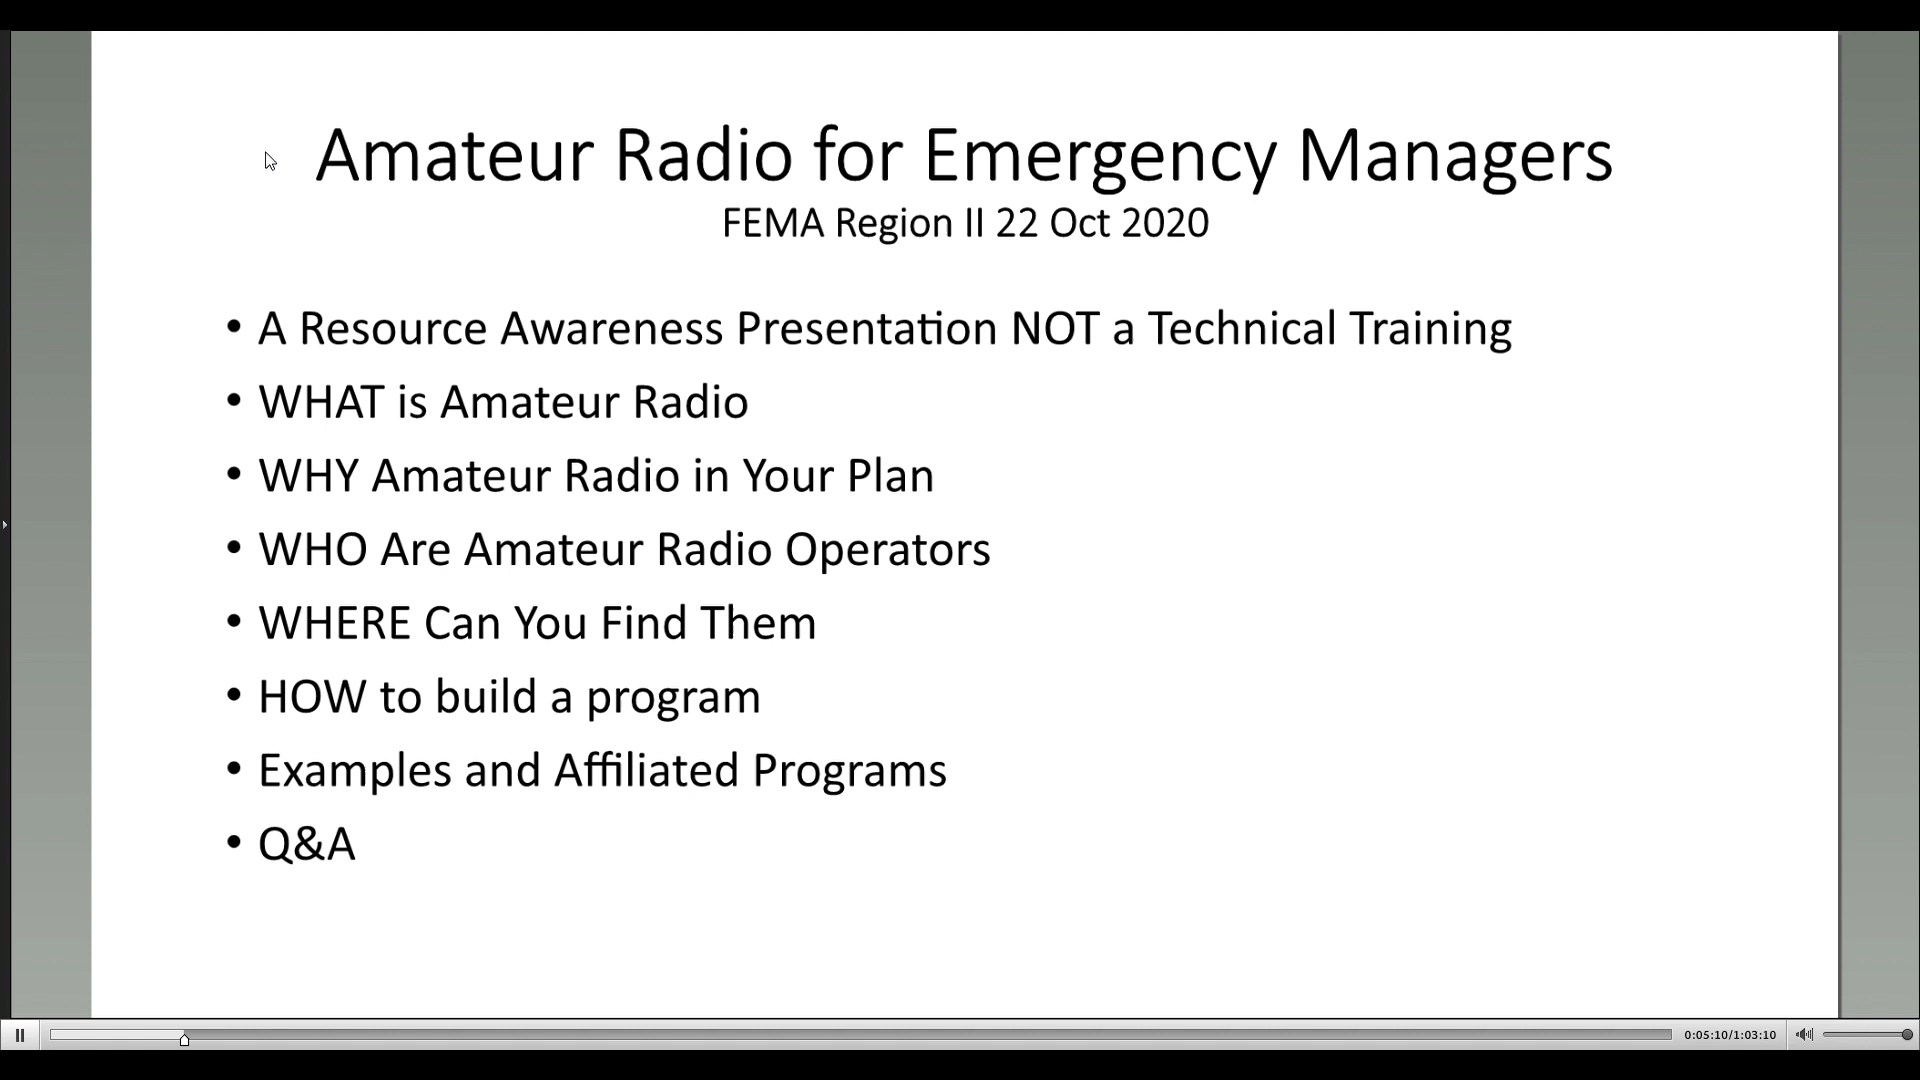 Amateur Radio for Emergency Managers
FEMA Region II 22 Oct 2020
• A Resource Awareness Presentation NOT a Technical Training
• WHAT is Amateur Radio
• WHY Amateur Radio in Your Plan
• WHO Are Amateur Radio Operators
• WHERE Can You Find Them
• HOW to build a program
• Examples and Affiliated Programs
• Q&A
0:05:10/1:03:10